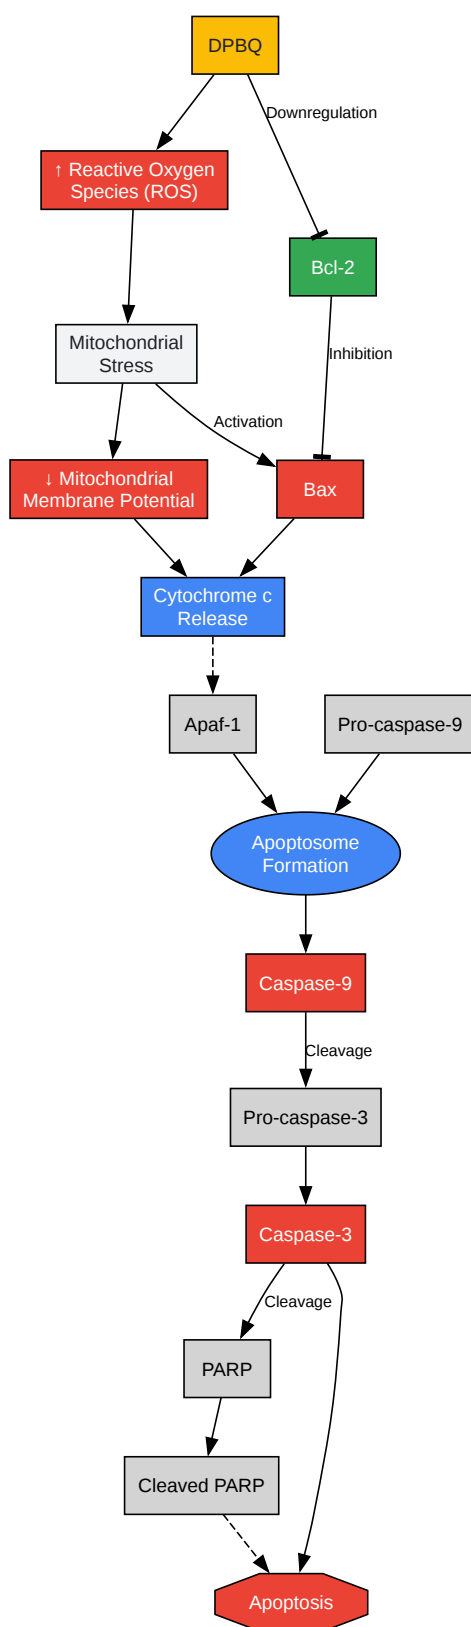 DPBQ
Downregulation
↑ Reactive Oxygen
Species (ROS)
Bcl-2
Mitochondrial
Stress
Inhibition
Activation
↓ Mitochondrial
Membrane Potential
Bax
Cytochrome c
Release
Apaf-1
Pro-caspase-9
Apoptosome
Formation
Caspase-9
Cleavage
Pro-caspase-3
Caspase-3
Cleavage
PARP
Cleaved PARP
Apoptosis